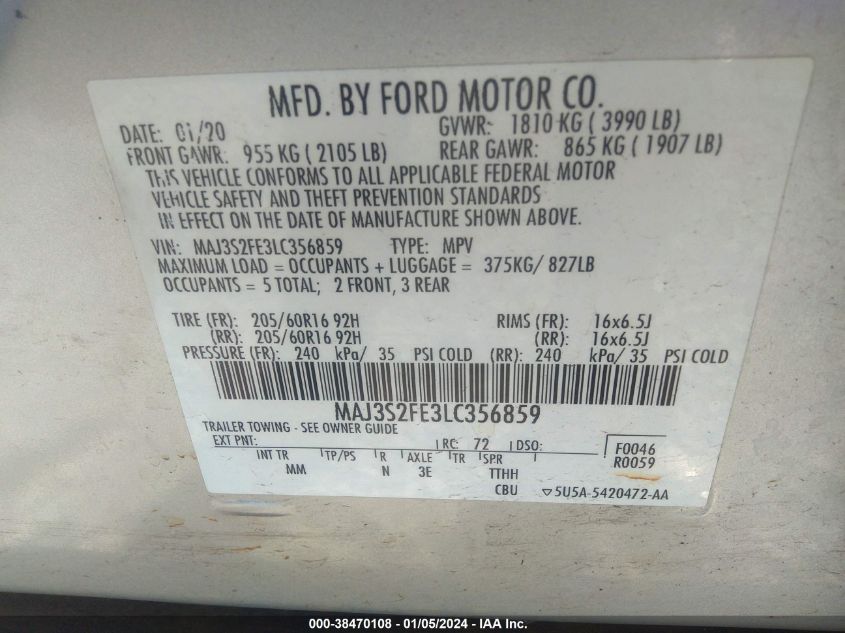 MFD. BY FORD MOTOR CO.
DATE: 01/20 GVWR: 1810 KG ( 3990 LB)
FRONT GAWR: 955 KG ( 2105 LB) REAR GAWR: 865 KG ( 1907 LB)
THIS VEHICLE CONFORMS TO ALL APPLICABLE FEDERAL MOTOR
VEHICLE SAFETY AND THEFT PREVENTION STANDARDS
IN EFFECT ON THE DATE OF MANUFACTURE SHOWN ABOVE.
VIN: MAJ3S2FE3LC356859 TYPE: MPV
MAXIMUM LOAD = OCCUPANTS + LUGGAGE = 375KG/ 827LB
OCCUPANTS = 5 TOTAL; 2 FRONT, 3 REAR
TIRE (FR): 205/60R16 92H RIMS (FR): 16x6.5J
(RR): 205/60R16 92H (RR): 16x6.5J
PRESSURE (FR): 240 kPa/ 35 PSI COLD (RR): 240 kPa/ 35 PSI COLD
MAJ3S2FE3LC356859
TRAILER TOWING - SEE OWNER GUIDE
EXT PNT: RC: 72 DSO: F0046
INT TR TP/PS R AXLE TR SPR R0059
MM N 3E TTHH
CBU 5U5A-5420472-AA
000-38470108 - 01/05/2024 - IAA Inc.